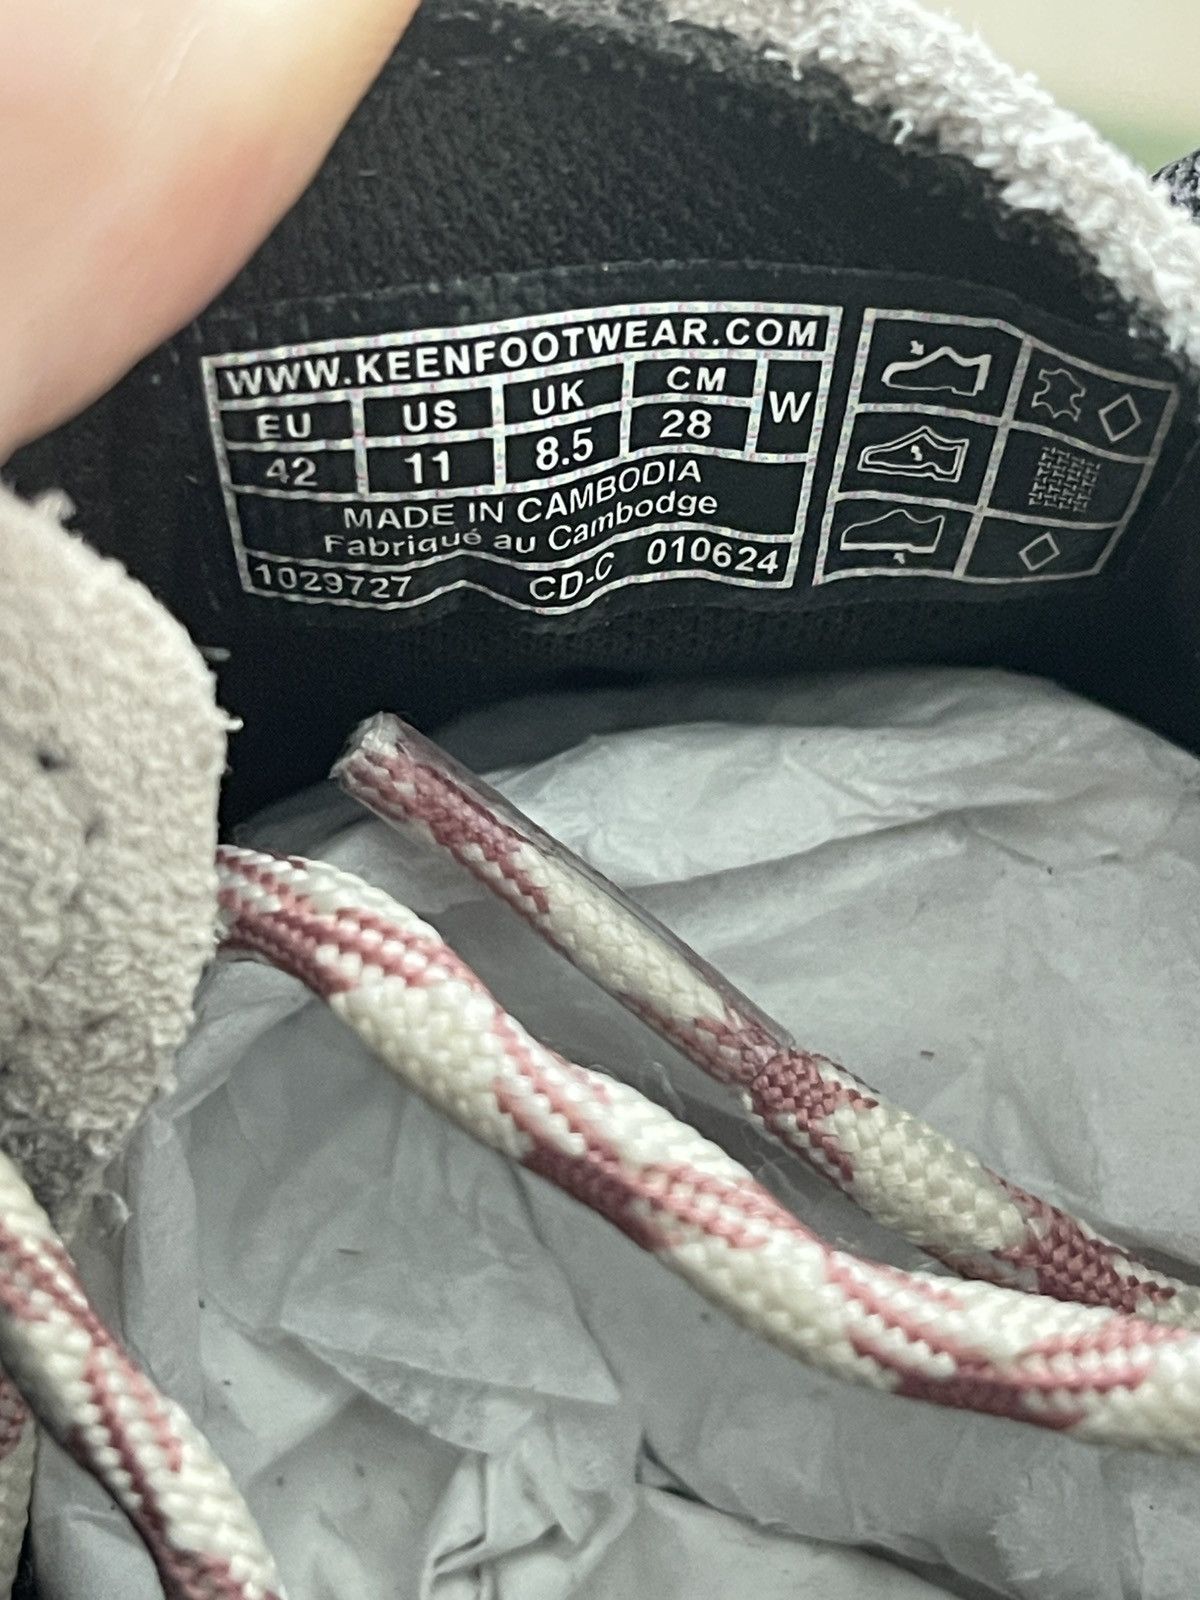 WWW.KEENFOOTWEAR.COM
EU US UK CM W
42 11 8.5 28
MADE IN CAMBODIA
Fabriqué au Cambodge
1029727 CD-C 010624